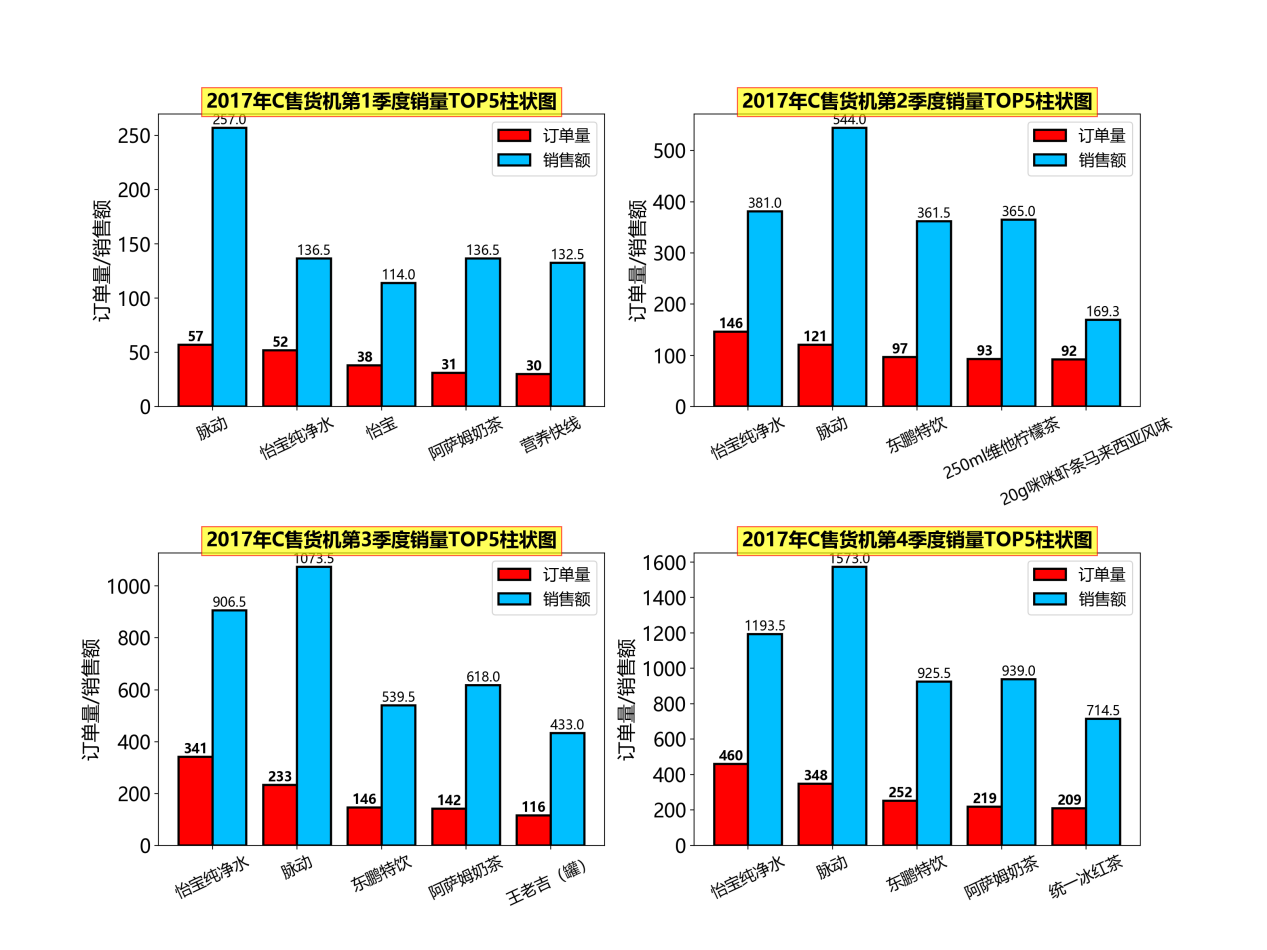 2017年C售货机第1季度销量TOP5柱状图
订单量/销售额
250
200
150
100
50
0
257.0
136.5
114.0
136.5
132.5
57
52
38
31
30
订单量
销售额
脉动
怡宝纯净水
怡宝
阿萨姆奶茶
营养快线
2017年C售货机第2季度销量TOP5柱状图
订单量/销售额
500
400
300
200
100
0
381.0
544.0
361.5
365.0
169.3
146
121
97
93
92
订单量
销售额
怡宝纯净水
脉动
东鹏特饮
250ml维他柠檬茶
20g咪咪虾条马来西亚风味
2017年C售货机第3季度销量TOP5柱状图
订单量/销售额
1000
800
600
400
200
0
906.5
1073.5
539.5
618.0
433.0
341
233
146
142
116
订单量
销售额
怡宝纯净水
脉动
东鹏特饮
阿萨姆奶茶
王老吉（罐）
2017年C售货机第4季度销量TOP5柱状图
订单量/销售额
1600
1400
1200
1000
800
600
400
200
0
1193.5
1573.0
925.5
939.0
714.5
460
348
252
219
209
订单量
销售额
怡宝纯净水
脉动
东鹏特饮
阿萨姆奶茶
统一冰红茶